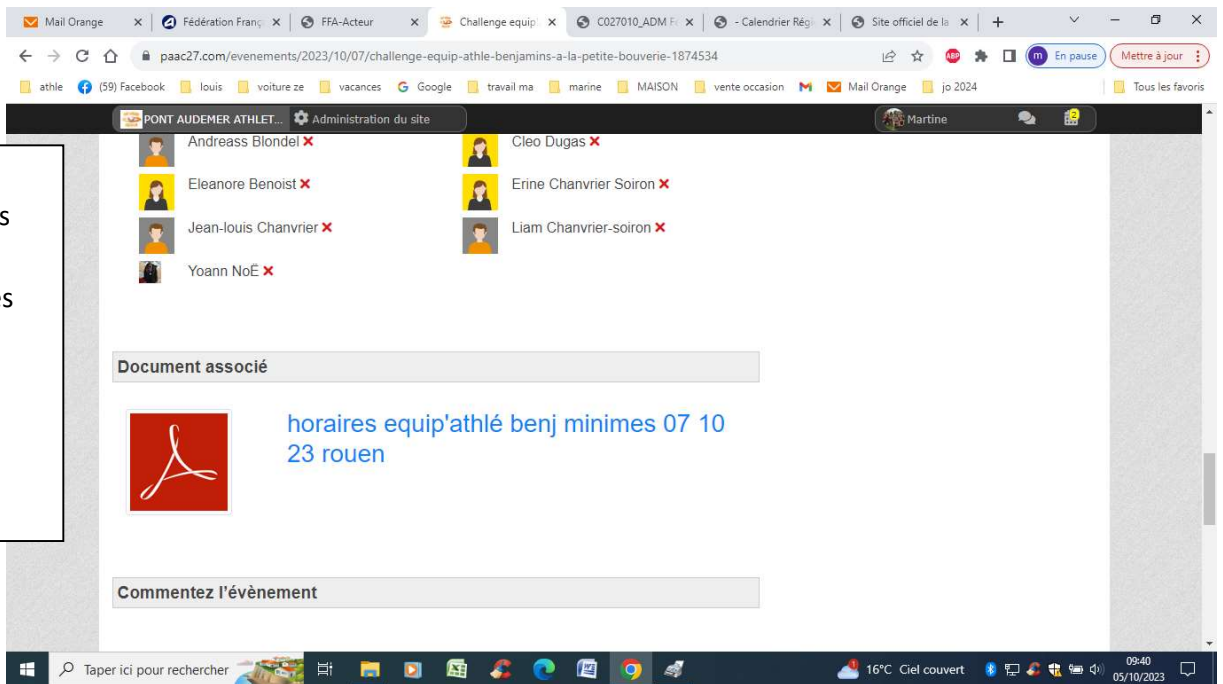 Mail Orange
Fédération Franç
FFA-Acteur
Challenge equip'
C027010_ADM F
- Calendrier Régi
Site officiel de la
paac27.com/evenements/2023/10/07/challenge-equip-athle-benjamins-a-la-petite-bouverie-1874534
ABP
m En pause
Mettre à jour
athle
(59) Facebook
louis
voiture ze
vacances
Google
travail ma
marine
MAISON
vente occasion
Mail Orange
jo 2024
Tous les favoris
PONT AUDEMER ATHLET...
Administration du site
Martine
2
Andreass Blondel
Cleo Dugas
Eleanore Benoist
Erine Chanvrier Soiron
s
Jean-louis Chanvrier
Liam Chanvrier-soiron
Yoann NoË
es
Document associé
horaires equip'athlé benj minimes 07 10
23 rouen
Commentez l'évènement
Taper ici pour rechercher
16°C Ciel couvert
09:40
05/10/2023